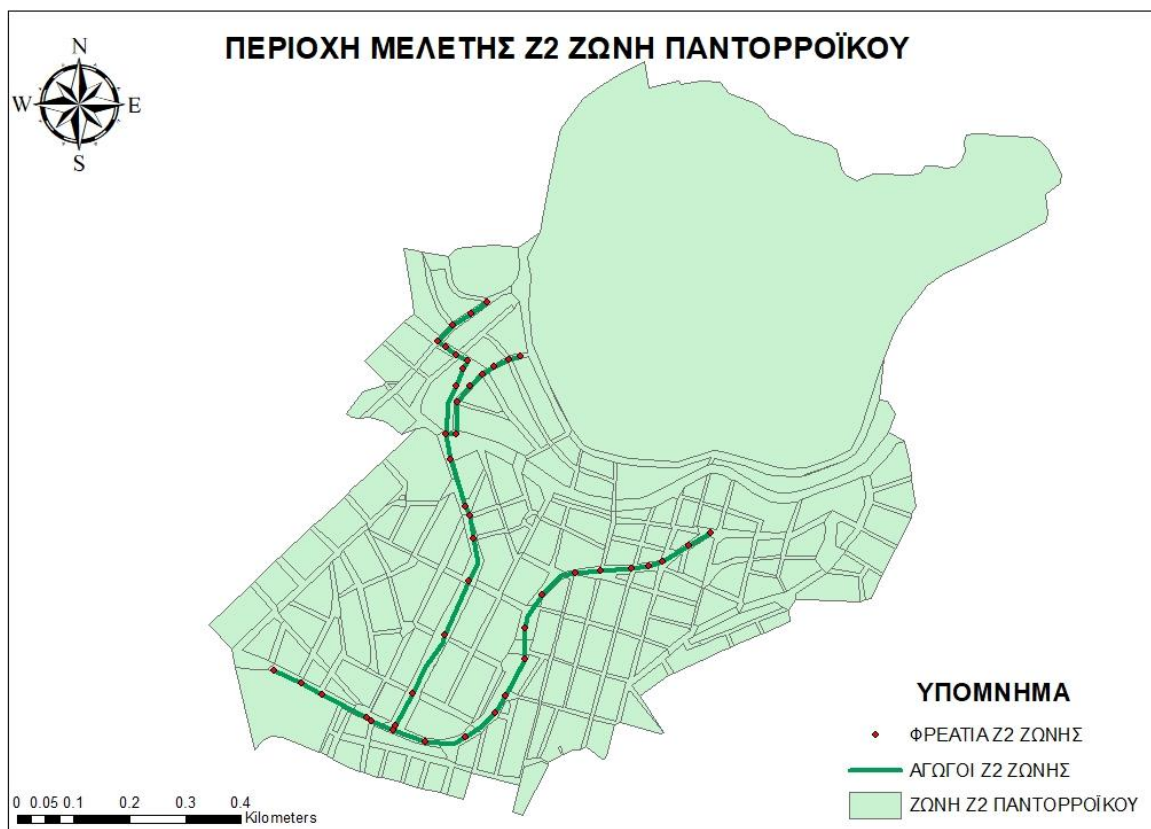 ΠΕΡΙΟΧΗ ΜΕΛΕΤΗΣ Ζ2 ΖΩΝΗ ΠΑΝΤΟΡΡΟΪΚΟΥ
N
W E
S
ΥΠΟΜΝΗΜΑ
ΦΡΕΑΤΙΑ Ζ2 ΖΩΝΗΣ
ΑΓΩΓΟΙ Ζ2 ΖΩΝΗΣ
ΖΩΝΗ Ζ2 ΠΑΝΤΟΡΡΟΪΚΟΥ
0 0.05 0.1 0.2 0.3 0.4
Kilometers